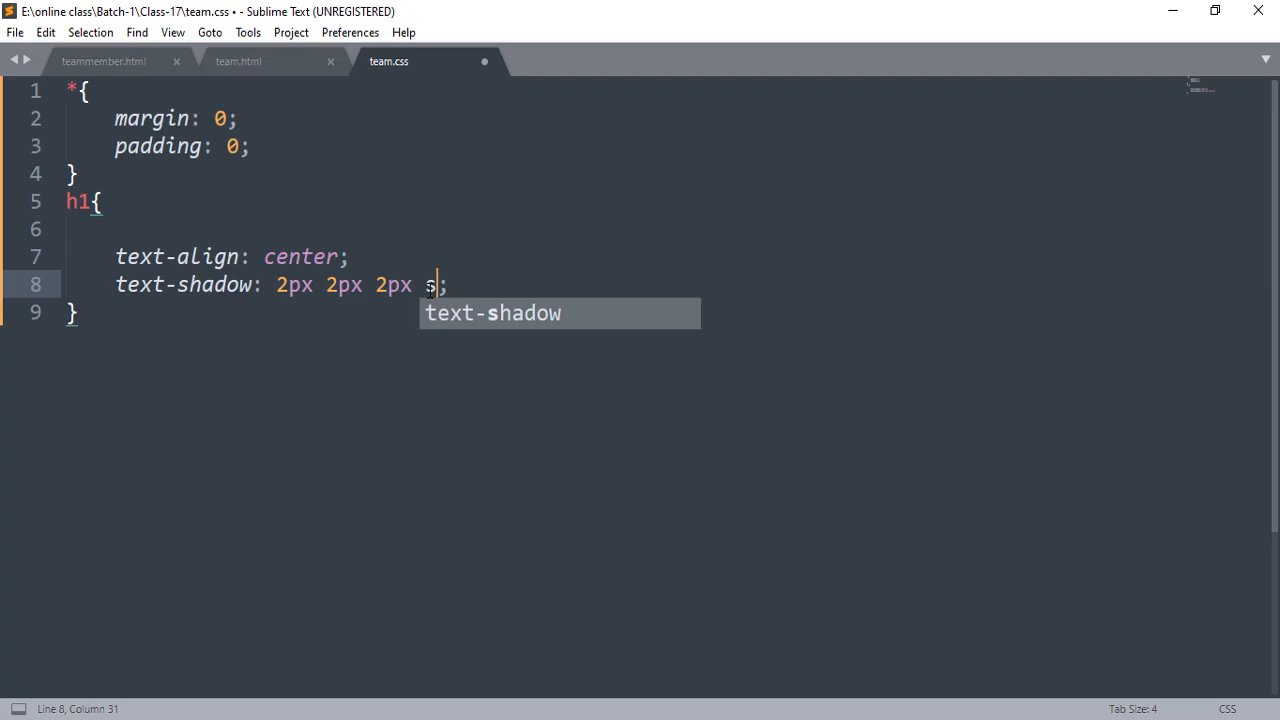 E:\online class\Batch-1\Class-17\team.css • - Sublime Text (UNREGISTERED)
File Edit Selection Find View Goto Tools Project Preferences Help
teammember.html × team.html × team.css
1 *{
2 margin: 0;
3 padding: 0;
4 }
5 h1{
6
7 text-align: center;
8 text-shadow: 2px 2px 2px s;
text-shadow
9 }
Line 8, Column 31 Tab Size: 4 CSS